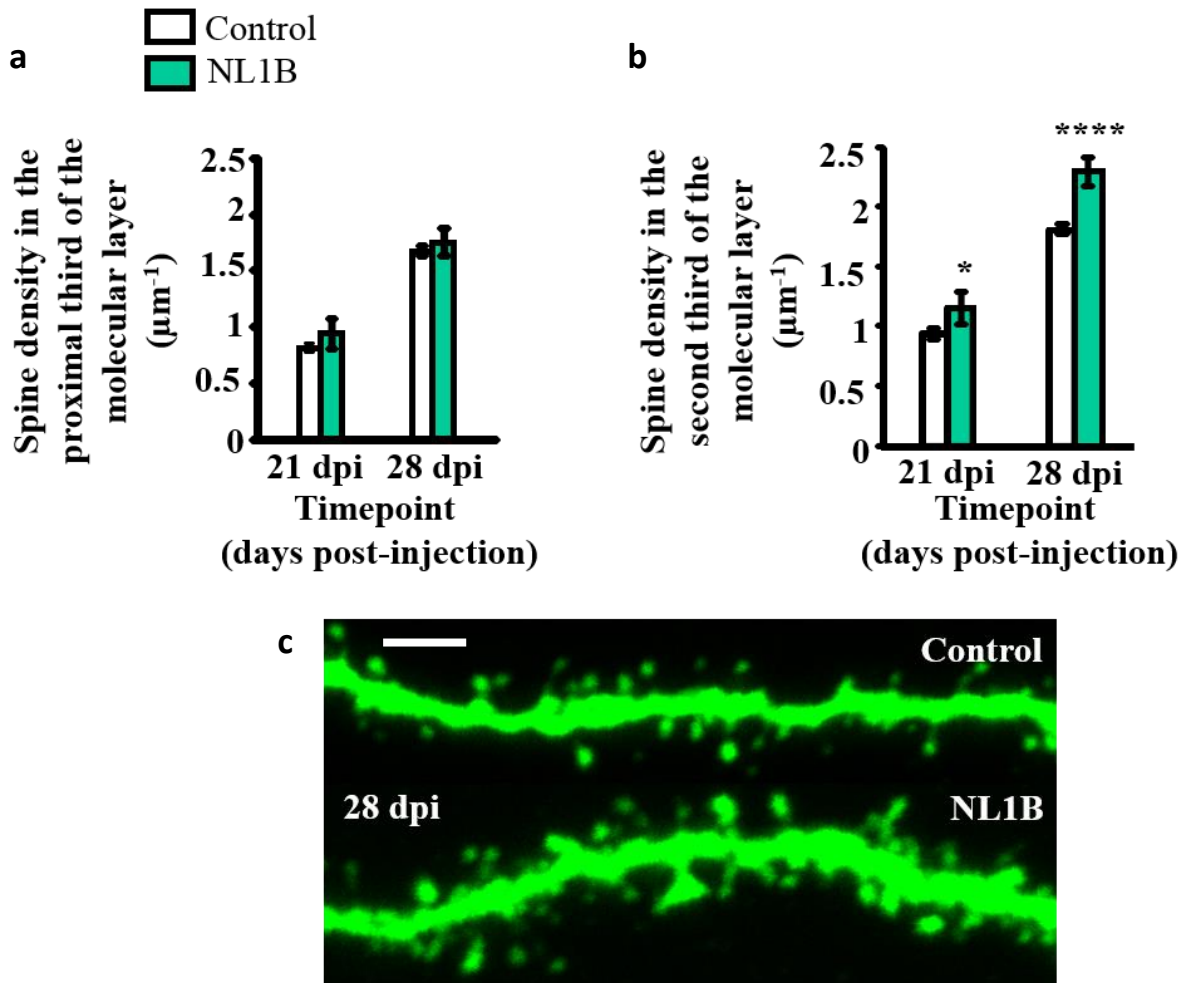 Control
NL1B
a
Spine density in the
proximal third of the
molecular layer
(μm⁻¹)
2.5
2
1.5
1
0.5
0
21 dpi 28 dpi
Timepoint
(days post-injection)
b
Spine density in the
second third of the
molecular layer
(μm⁻¹)
2.5
2
1.5
1
0.5
0
*
****
21 dpi 28 dpi
Timepoint
(days post-injection)
c
Control
28 dpi
NL1B